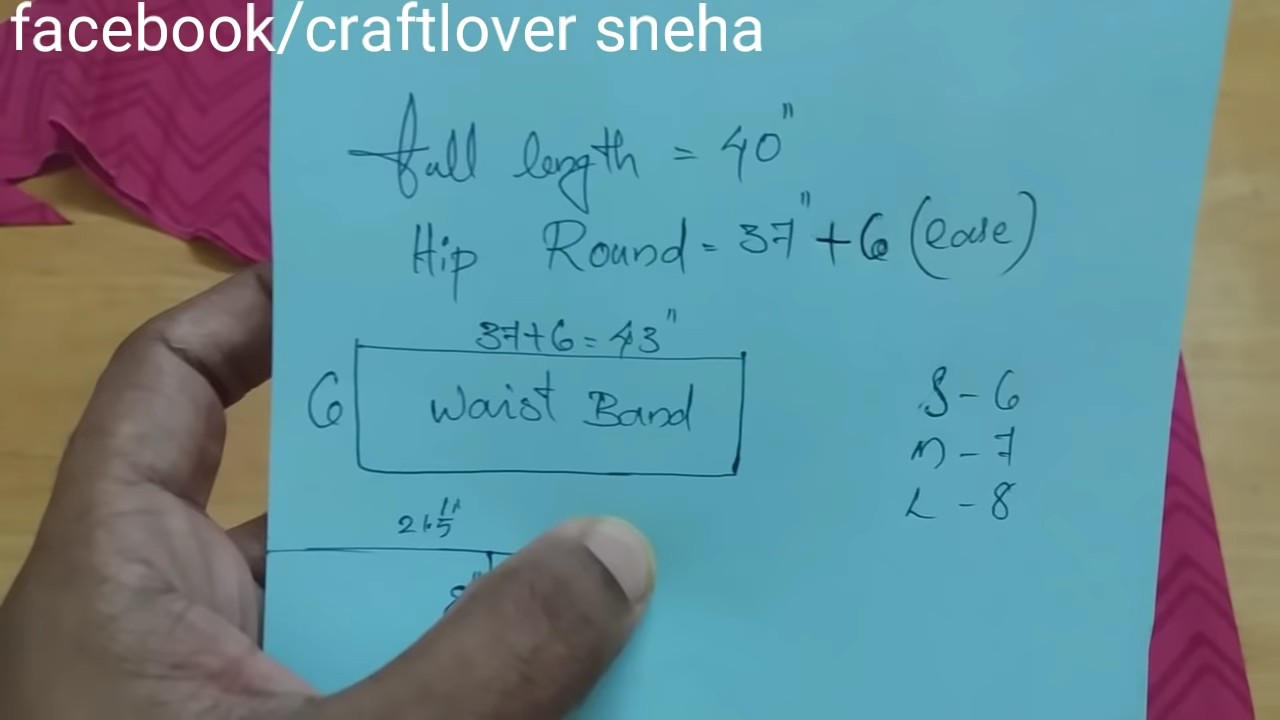 facebook/craftlover sneha
full length = 40"
Hip Round = 37" + 6 (ease)
37+6 = 43"
6
Waist Band
S - 6
M - 7
L - 8
21.5"
8"